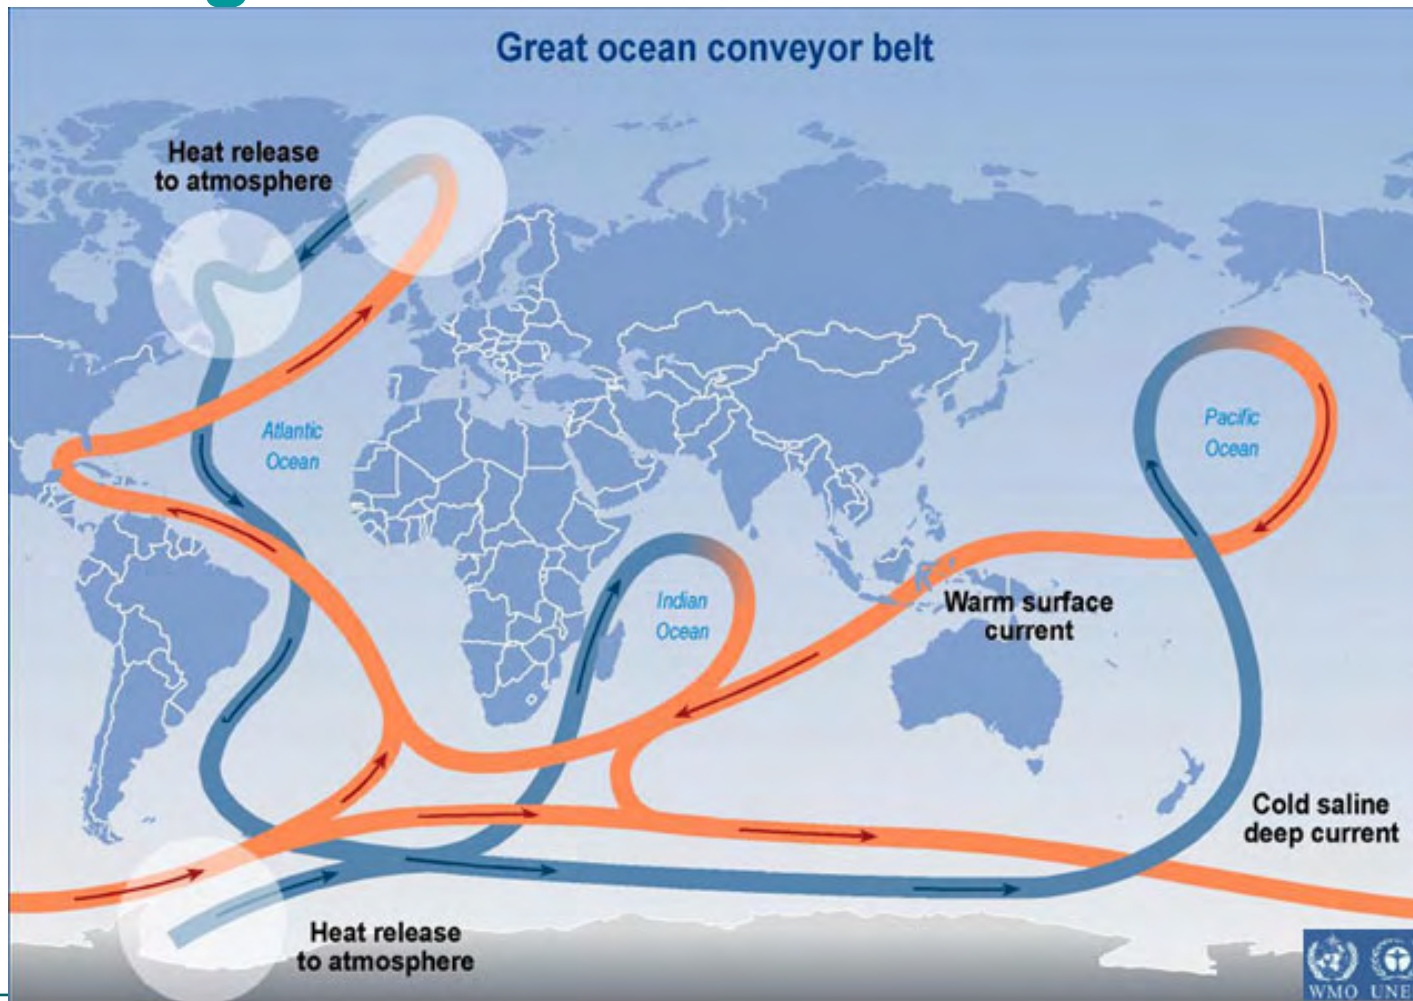 Great ocean conveyor belt
Heat release
to atmosphere
Atlantic
Ocean
Pacific
Ocean
Indian
Ocean
Warm surface
current
Cold saline
deep current
Heat release
to atmosphere
WMO UNE